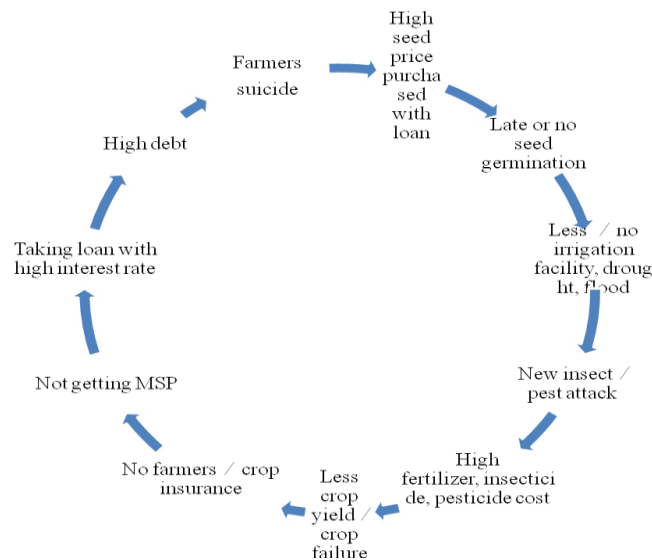 High
seed
price
purcha
sed
with
loan
Late or no
seed
germination
Less / no
irrigation
facility, droug
ht, flood
New insect /
pest attack
High
fertilizer, insectici
de, pesticide cost
Less
crop
yield /
crop
failure
No farmers / crop
insurance
Not getting MSP
Taking loan with
high interest rate
High debt
Farmers
suicide